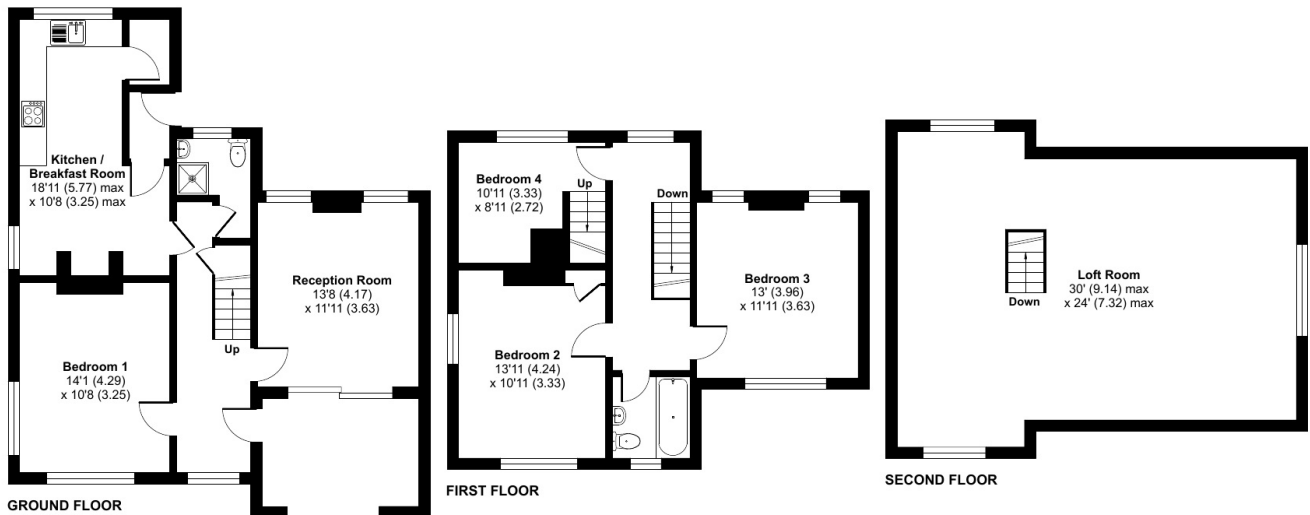 Kitchen /
Breakfast Room
18'11 (5.77) max
x 10'8 (3.25) max
Reception Room
13'8 (4.17)
x 11'11 (3.63)
Up
Bedroom 1
14'1 (4.29)
x 10'8 (3.25)
GROUND FLOOR
Bedroom 4
10'11 (3.33)
x 8'11 (2.72)
Up
Down
Bedroom 3
13' (3.96)
x 11'11 (3.63)
Bedroom 2
13'11 (4.24)
x 10'11 (3.33)
FIRST FLOOR
Loft Room
30' (9.14) max
x 24' (7.32) max
Down
SECOND FLOOR